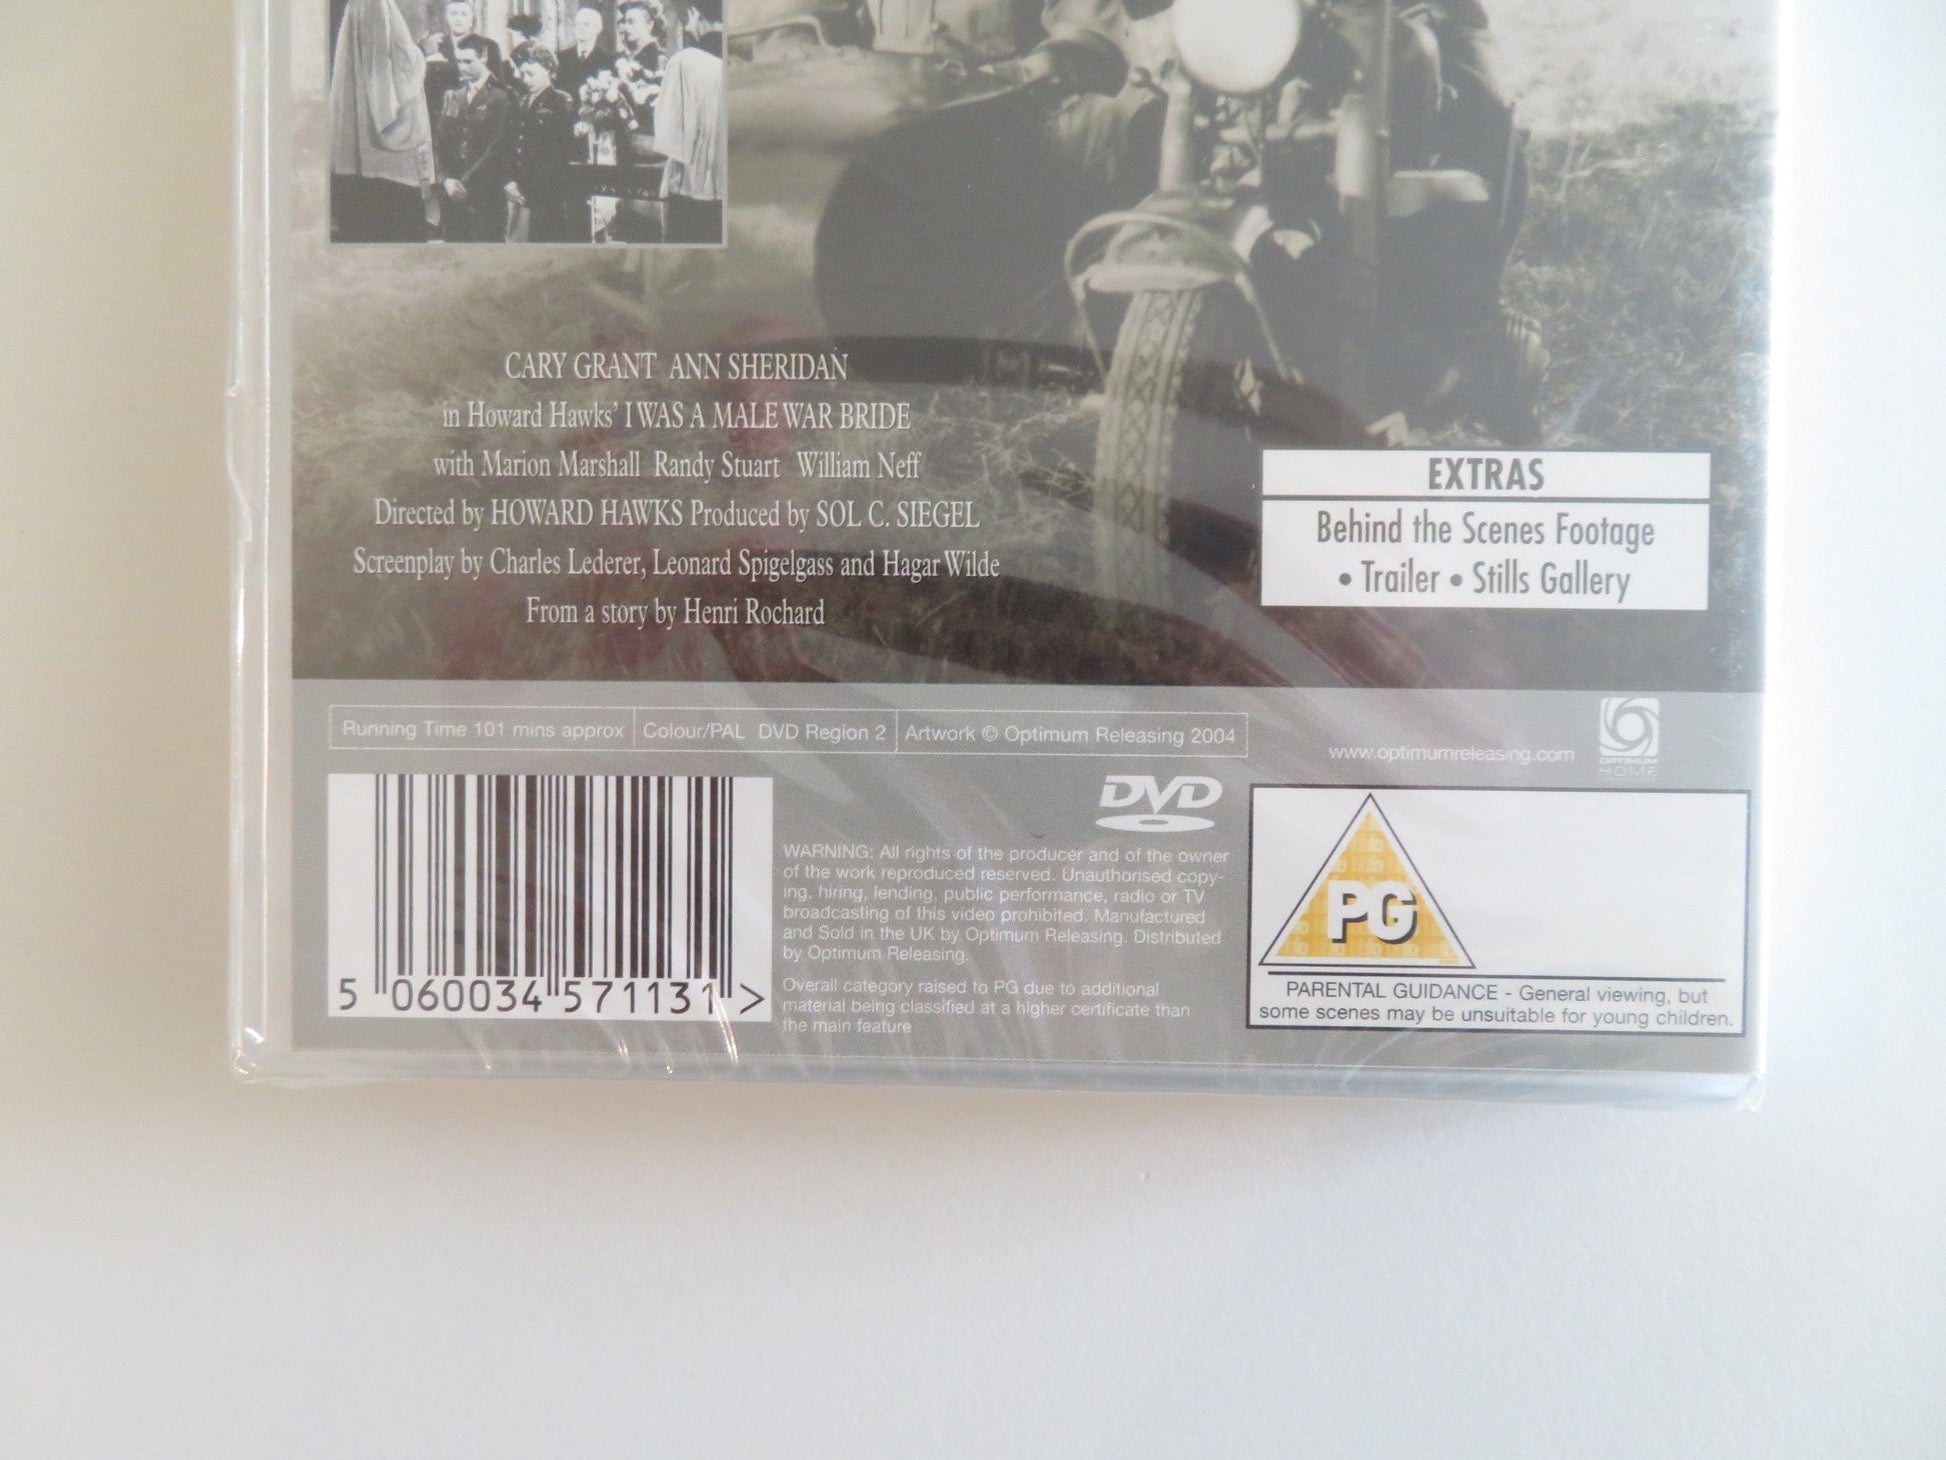 CARY GRANT ANN SHERIDAN
in Howard Hawks' I WAS A MALE WAR BRIDE
with Marion Marshall Randy Stuart William Neff
Directed by HOWARD HAWKS Produced by SOL C. SIEGEL
Screenplay by Charles Lederer, Leonard Spigelgass and Hagar Wilde
From a story by Henri Rochard
EXTRAS
Behind the Scenes Footage
• Trailer • Stills Gallery
Running Time 101 mins approx
Colour/PAL DVD Region 2
Artwork © Optimum Releasing 2004
www.optimumreleasing.com
OPTIMUM
HOME
5 060034 571131 >
DVD
WARNING: All rights of the producer and of the owner
of the work reproduced reserved. Unauthorised copy-
ing, hiring, lending, public performance, radio or TV
broadcasting of this video prohibited. Manufactured
and Sold in the UK by Optimum Releasing. Distributed
by Optimum Releasing.
Overall category raised to PG due to additional
material being classified at a higher certificate than
the main feature
PG
PARENTAL GUIDANCE - General viewing, but
some scenes may be unsuitable for young children.